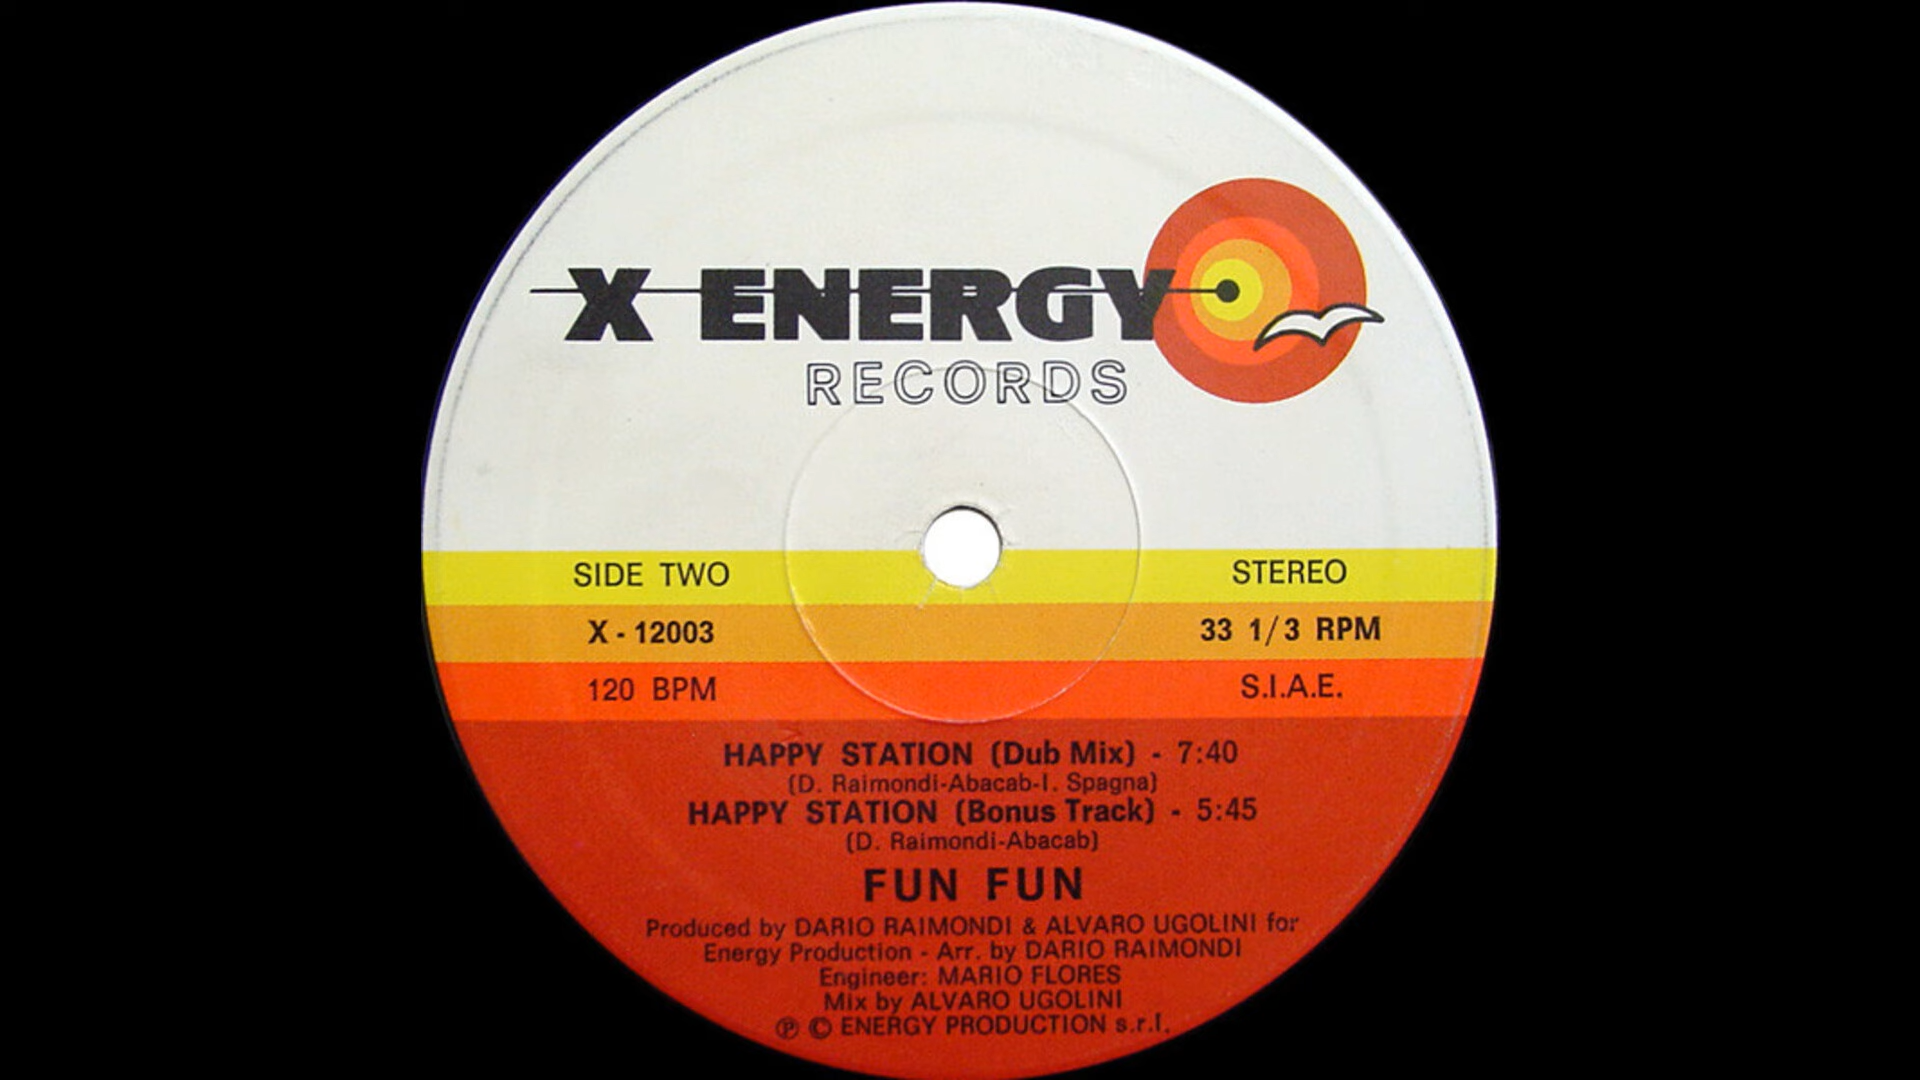 X ENERGY
RECORDS
SIDE TWO
STEREO
X - 12003
33 1/3 RPM
120 BPM
S.I.A.E.
HAPPY STATION (Dub Mix) - 7:40
(D. Raimondi-Abacab-I. Spagna)
HAPPY STATION (Bonus Track) - 5:45
(D. Raimondi-Abacab)
FUN FUN
Produced by DARIO RAIMONDI & ALVARO UGOLINI for
Energy Production - Arr. by DARIO RAIMONDI
Engineer: MARIO FLORES
Mix by ALVARO UGOLINI
℗ © ENERGY PRODUCTION s.r.l.